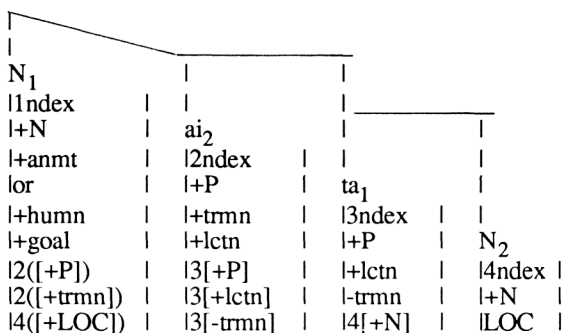 N1
|1ndex | |
|+N | ai2
|+anmt | |2ndex | |
|or | |+P | ta1
|+humn | |+trmn | |3ndex | |
|+goal | |+lctn | |+P | N2
|2([+P]) | |3[+P] | |+lctn | |4ndex |
|2([+trmn]) | |3[+lctn] | |-trmn | |+N |
|4([+LOC]) | |3[-trmn] | |4[+N] | |LOC |